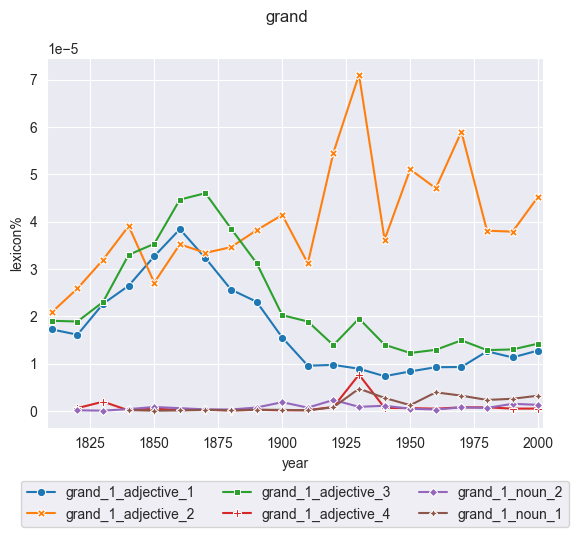 grand
1e−5
7
6
5
4
3
2
1
0
lexicon%
1825 1850 1875 1900 1925 1950 1975 2000
year
grand_1_adjective_1 grand_1_adjective_3 grand_1_noun_2
grand_1_adjective_2 grand_1_adjective_4 grand_1_noun_1